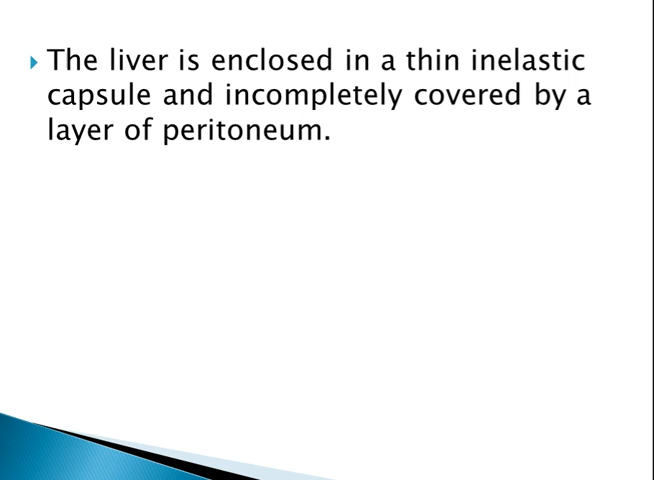 The liver is enclosed in a thin inelastic
capsule and incompletely covered by a
layer of peritoneum.